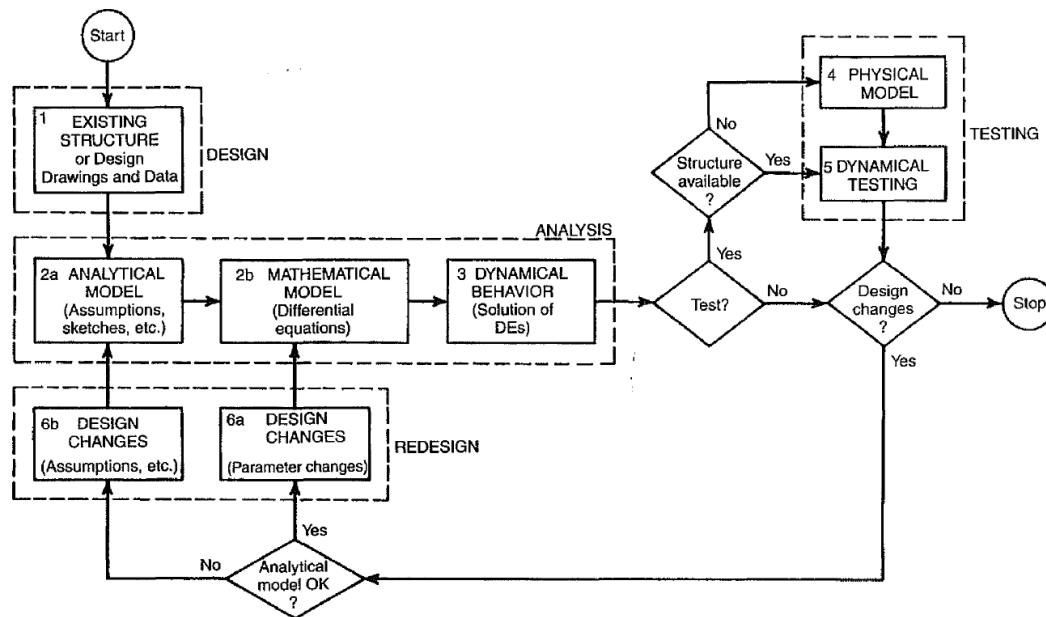 Start
1 EXISTING
STRUCTURE
or Design
Drawings and Data
DESIGN
ANALYSIS
2a ANALYTICAL
MODEL
(Assumptions,
sketches, etc.)
2b MATHEMATICAL
MODEL
(Differential
equations)
3 DYNAMICAL
BEHAVIOR
(Solution of
DEs)
Test?
Yes
No
Structure
available
?
No
Yes
4 PHYSICAL
MODEL
5 DYNAMICAL
TESTING
TESTING
Design
changes
?
No
Stop
Yes
6b DESIGN
CHANGES
(Assumptions, etc.)
6a DESIGN
CHANGES
(Parameter changes)
REDESIGN
Yes
No
Analytical
model OK
?